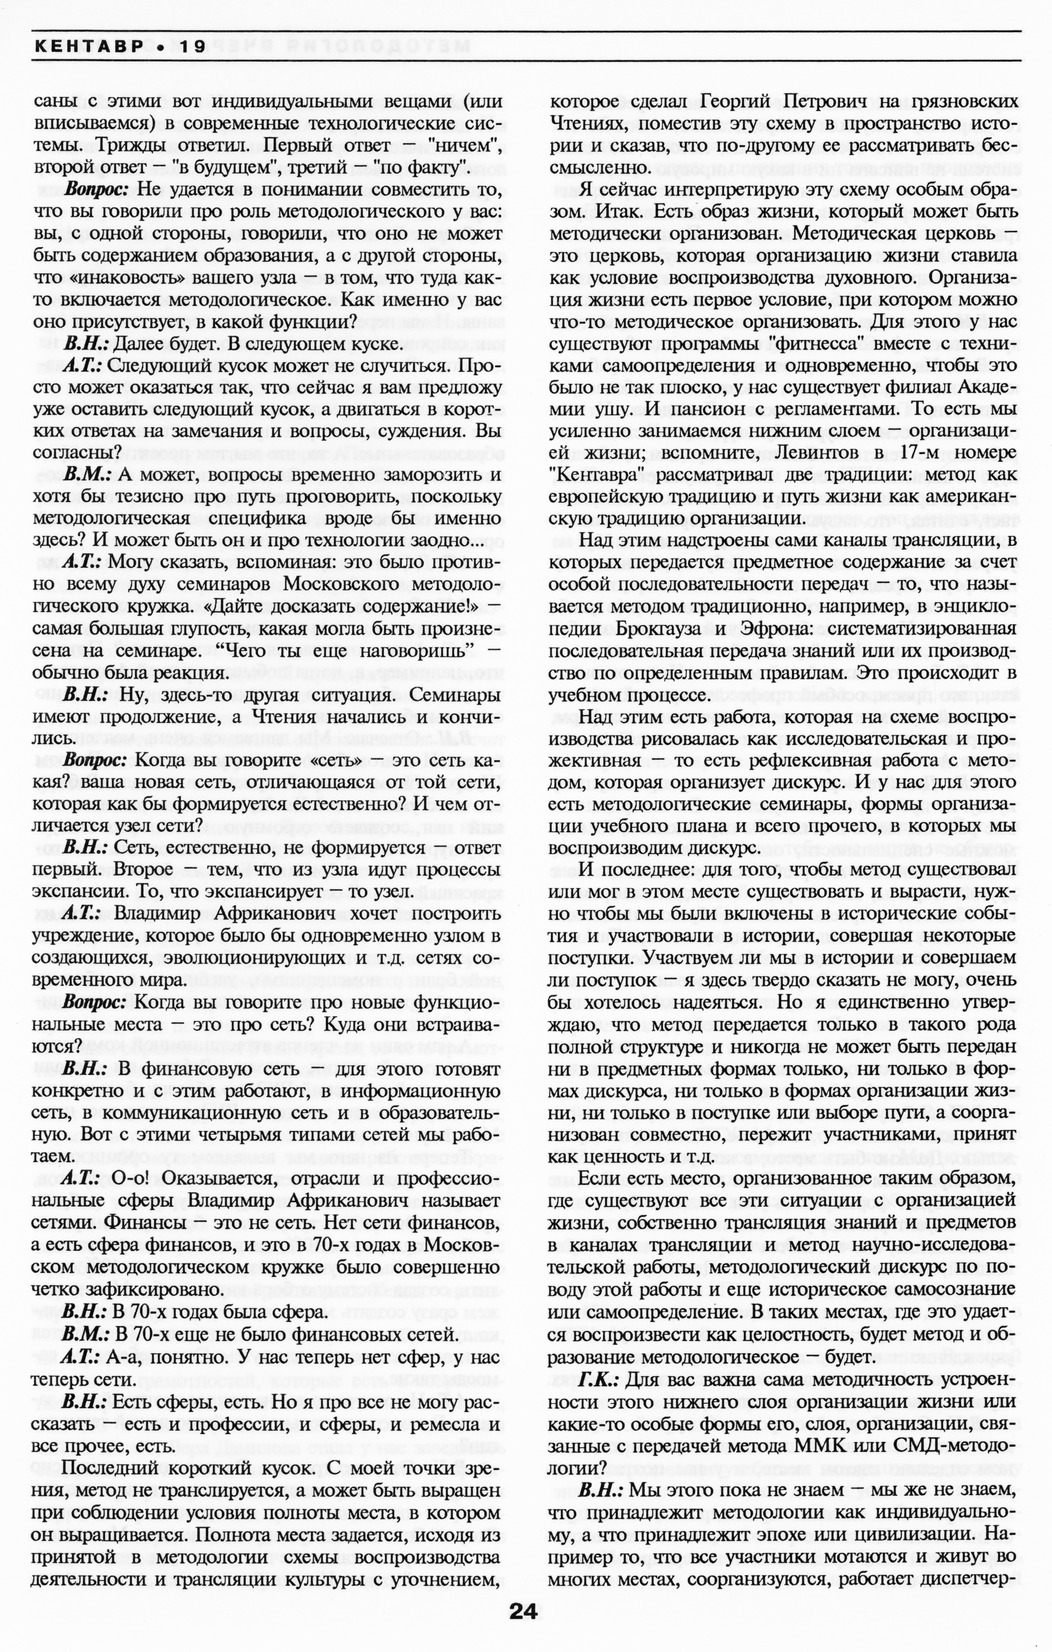 КЕНТАВР • 19
саны с этими вот индивидуальными вещами (или
вписываемся) в современные технологические сис-
темы. Трижды ответил. Первый ответ — "ничем",
второй ответ — "в будущем", третий — "по факту".
Вопрос: Не удается в понимании совместить то,
что вы говорили про роль методологического у вас:
вы, с одной стороны, говорили, что оно не может
быть содержанием образования, а с другой стороны,
что «инаковость» вашего узла — в том, что туда как-
то включается методологическое. Как именно у вас
оно присутствует, в какой функции?
В.Н.: Далее будет. В следующем куске.
А.Т.: Следующий кусок может не случиться. Про-
сто может оказаться так, что сейчас я вам предложу
уже оставить следующий кусок, а двигаться в корот-
ких ответах на замечания и вопросы, суждения. Вы
согласны?
В.М.: А может, вопросы временно заморозить и
хотя бы тезисно про путь проговорить, поскольку
методологическая специфика вроде бы именно
здесь? И может быть он и про технологии заодно...
А.Т.: Могу сказать, вспоминая: это было против-
но всему духу семинаров Московского методоло-
гического кружка. «Дайте досказать содержание!» —
самая большая глупость, какая могла быть произне-
сена на семинаре. “Чего ты еще наговоришь” —
обычно была реакция.
В.Н.: Ну, здесь-то другая ситуация. Семинары
имеют продолжение, а Чтения начались и кончи-
лись.
Вопрос: Когда вы говорите «сеть» — это сеть ка-
кая? ваша новая сеть, отличающаяся от той сети,
которая как бы формируется естественно? И чем от-
личается узел сети?
В.Н.: Сеть, естественно, не формируется — ответ
первый. Второе — тем, что из узла идут процессы
экспансии. То, что экспансирует — то узел.
А.Т.: Владимир Африканович хочет построить
учреждение, которое было бы одновременно узлом в
создающихся, эволюционирующих и т.д. сетях со-
временного мира.
Вопрос: Когда вы говорите про новые функцио-
нальные места — это про сеть? Куда они встраива-
ются?
В.Н.: В финансовую сеть — для этого готовят
конкретно и с этим работают, в информационную
сеть, в коммуникационную сеть и в образователь-
ную. Вот с этими четырьмя типами сетей мы рабо-
таем.
А.Т.: О-о! Оказывается, отрасли и профессио-
нальные сферы Владимир Африканович называет
сетями. Финансы — это не сеть. Нет сети финансов,
а есть сфера финансов, и это в 70-х годах в Москов-
ском методологическом кружке было совершенно
четко зафиксировано.
В.Н.: В 70-х годах была сфера.
В.М.: В 70-х еще не было финансовых сетей.
А.Т.: А-а, понятно. У нас теперь нет сфер, у нас
теперь сети.
В.Н.: Есть сферы, есть. Но я про все не могу рас-
сказать — есть и профессии, и сферы, и ремесла и
все прочее, есть.
Последний короткий кусок. С моей точки зре-
ния, метод не транслируется, а может быть выращен
при соблюдении условия полноты места, в котором
он выращивается. Полнота места задается, исходя из
принятой в методологии схемы воспроизводства
деятельности и трансляции культуры с уточнением,
которое сделал Георгий Петрович на грязновских
Чтениях, поместив эту схему в пространство исто-
рии и сказав, что по-другому ее рассматривать бес-
смысленно.
Я сейчас интерпретирую эту схему особым обра-
зом. Итак. Есть образ жизни, который может быть
методически организован. Методическая церковь —
это церковь, которая организацию жизни ставила
как условие воспроизводства духовного. Организа-
ция жизни есть первое условие, при котором можно
что-то методическое организовать. Для этого у нас
существуют программы "фитнесса" вместе с техни-
ками самоопределения и одновременно, чтобы это
было не так плоско, у нас существует филиал Акаде-
мии ушу. И пансион с регламентами. То есть мы
усиленно занимаемся нижним слоем — организаци-
ей жизни; вспомните, Левинтов в 17-м номере
"Кентавра" рассматривал две традиции: метод как
европейскую традицию и путь жизни как американ-
скую традицию организации.
Над этим надстроены сами каналы трансляции, в
которых передается предметное содержание за счет
особой последовательности передач — то, что назы-
вается методом традиционно, например, в энцикло-
педии Брокгауза и Эфрона: систематизированная
последовательная передача знаний или их производ-
ство по определенным правилам. Это происходит в
учебном процессе.
Над этим есть работа, которая на схеме воспро-
изводства рисовалась как исследовательская и про-
жективная — то есть рефлексивная работа с мето-
дом, которая организует дискурс. И у нас для этого
есть методологические семинары, формы организа-
ции учебного плана и всего прочего, в которых мы
воспроизводим дискурс.
И последнее: для того, чтобы метод существовал
или мог в этом месте существовать и вырасти, нуж-
но чтобы мы были включены в исторические собы-
тия и участвовали в истории, совершая некоторые
поступки. Участвуем ли мы в истории и совершаем
ли поступок — я здесь твердо сказать не могу, очень
бы хотелось надеяться. Но я единственно утвер-
ждаю, что метод передается только в такого рода
полной структуре и никогда не может быть передан
ни в предметных формах только, ни только в фор-
мах дискурса, ни только в формах организации жиз-
ни, ни только в поступке или выборе пути, а соорга-
низован совместно, пережит участниками, принят
как ценность и т.д.
Если есть место, организованное таким образом,
где существуют все эти ситуации с организацией
жизни, собственно трансляция знаний и предметов
в каналах трансляции и метод научно-исследова-
тельской работы, методологический дискурс по по-
воду этой работы и еще историческое самосознание
или самоопределение. В таких местах, где это удает-
ся воспроизвести как целостность, будет метод и об-
разование методологическое — будет.
Г.К.: Для вас важна сама методичность устроен-
ности этого нижнего слоя организации жизни или
какие-то особые формы его, слоя, организации, свя-
занные с передачей метода ММК или СМД-методо-
логии?
В.Н.: Мы этого пока не знаем — мы же не знаем,
что принадлежит методологии как индивидуально-
му, а что принадлежит эпохе или цивилизации. На-
пример то, что все участники мотаются и живут во
многих местах, соорганизуются, работает диспетчер-
24